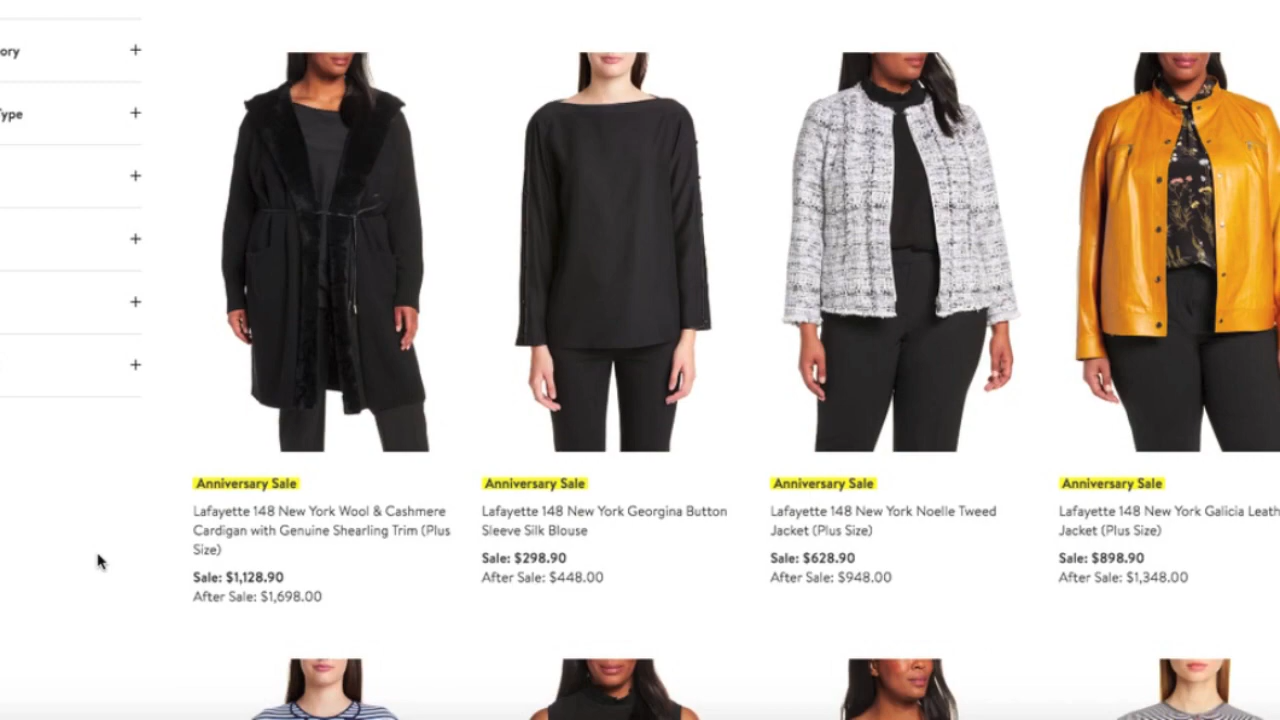 ory +
Type +
+
+
+
+
Anniversary Sale
Lafayette 148 New York Wool & Cashmere
Cardigan with Genuine Shearling Trim (Plus
Size)
Sale: $1,128.90
After Sale: $1,698.00
Anniversary Sale
Lafayette 148 New York Georgina Button
Sleeve Silk Blouse
Sale: $298.90
After Sale: $448.00
Anniversary Sale
Lafayette 148 New York Noelle Tweed
Jacket (Plus Size)
Sale: $628.90
After Sale: $948.00
Anniversary Sale
Lafayette 148 New York Galicia Leath
Jacket (Plus Size)
Sale: $898.90
After Sale: $1,348.00